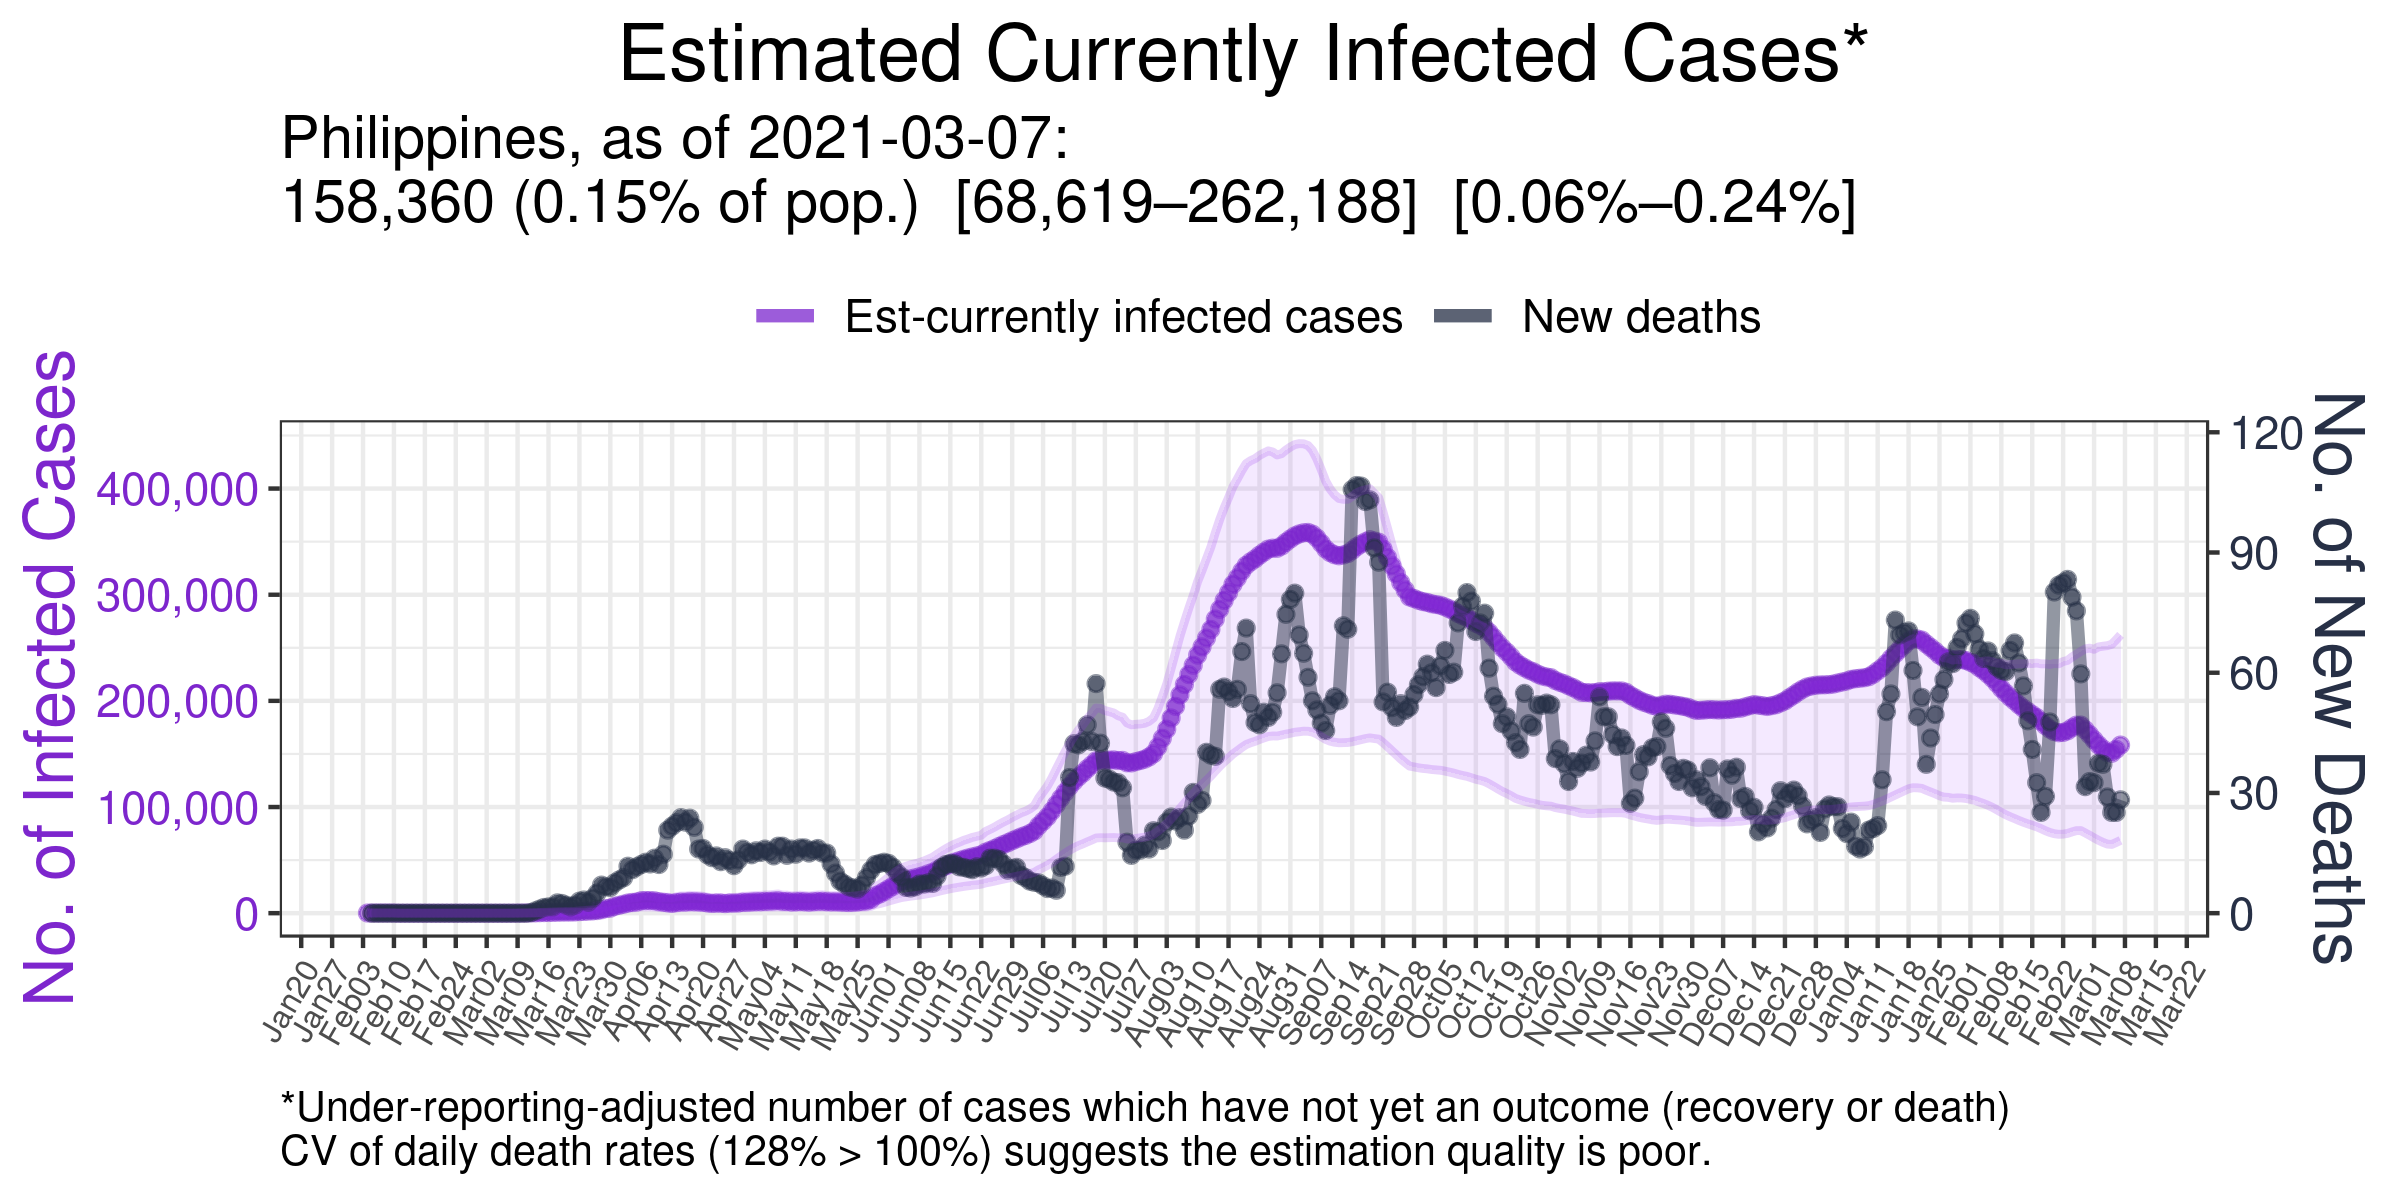 Estimated Currently Infected Cases*
Philippines, as of 2021-03-07:
158,360 (0.15% of pop.) [68,619–262,188] [0.06%–0.24%]
Est-currently infected cases New deaths
No. of Infected Cases
400,000
300,000
200,000
100,000
0
120
90
60
30
0
No. of New Deaths
Jan20 Jan27 Feb03 Feb10 Feb17 Feb24 Mar02 Mar09 Mar16 Mar23 Mar30 Apr06 Apr13 Apr20 Apr27 May04 May11 May18 May25 Jun01 Jun08 Jun15 Jun22 Jun29 Jul06 Jul13 Jul20 Jul27 Aug03 Aug10 Aug17 Aug24 Aug31 Sep07 Sep14 Sep21 Sep28 Oct05 Oct12 Oct19 Oct26 Nov02 Nov09 Nov16 Nov23 Nov30 Dec07 Dec14 Dec21 Dec28 Jan04 Jan11 Jan18 Jan25 Feb01 Feb08 Feb15 Feb22 Mar01 Mar08 Mar15 Mar22
*Under-reporting-adjusted number of cases which have not yet an outcome (recovery or death)
CV of daily death rates (128% > 100%) suggests the estimation quality is poor.